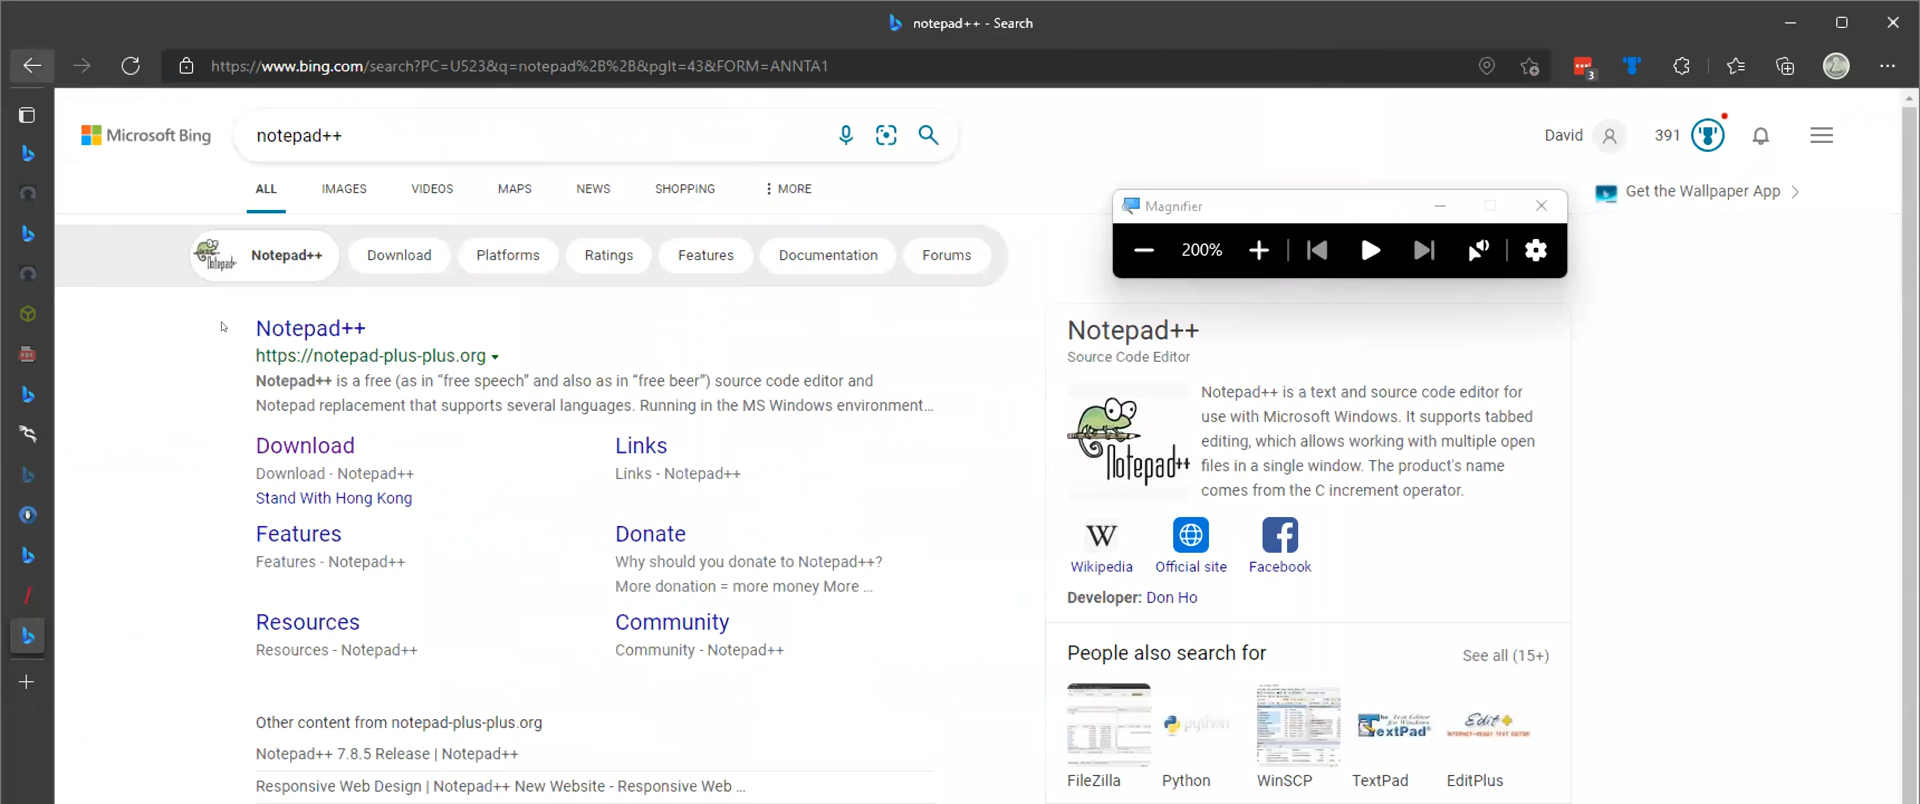 notepad++ - Search
https://www.bing.com/search?PC=U523&q=notepad%2B%2B&pglt=43&FORM=ANNTA1
3
Microsoft Bing
notepad++
David
391
ALL
IMAGES
VIDEOS
MAPS
NEWS
SHOPPING
MORE
Get the Wallpaper App
Magnifier
200%
Notepad++
Notepad++
Download
Platforms
Ratings
Features
Documentation
Forums
Notepad++
https://notepad-plus-plus.org
Notepad++ is a free (as in “free speech” and also as in “free beer”) source code editor and
Notepad replacement that supports several languages. Running in the MS Windows environment…
Download
Download - Notepad++
Stand With Hong Kong
Links
Links - Notepad++
Features
Features - Notepad++
Donate
Why should you donate to Notepad++?
More donation = more money More ...
Resources
Resources - Notepad++
Community
Community - Notepad++
Other content from notepad-plus-plus.org
Notepad++ 7.8.5 Release | Notepad++
Responsive Web Design | Notepad++ New Website - Responsive Web ...
Notepad++
Source Code Editor
Notepad++
Notepad++ is a text and source code editor for
use with Microsoft Windows. It supports tabbed
editing, which allows working with multiple open
files in a single window. The product's name
comes from the C increment operator.
W
Wikipedia
Official site
Facebook
Developer: Don Ho
People also search for
See all (15+)
python
TextPad
Edit+
FileZilla
Python
WinSCP
TextPad
EditPlus
PDF